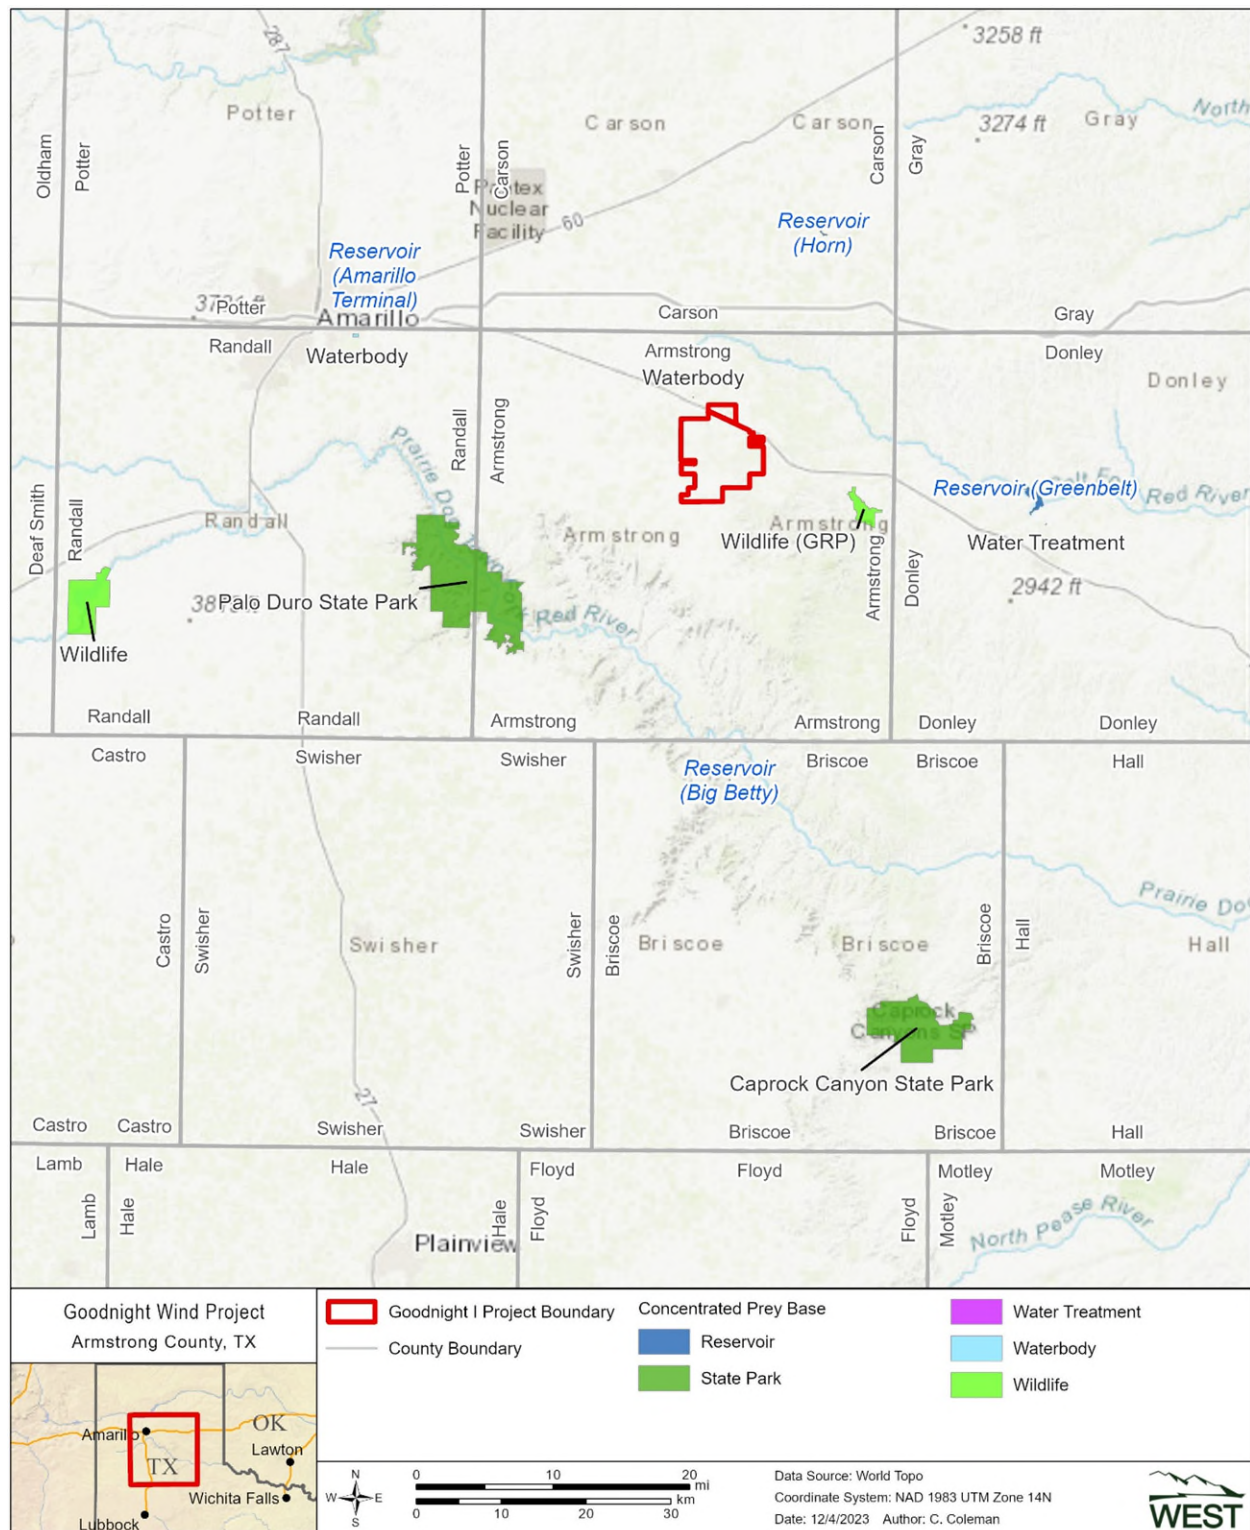 3258 ft
287
North
Potter
Carson
Carson
3274 ft
Gray
Oldham
Potter
Potter
Carson
Carson
Gray
Pantex
Nuclear
Facility
60
Reservoir
(Amarillo
Terminal)
Reservoir
(Horn)
Potter
Amarillo
Carson
Gray
Randall
Waterbody
Armstrong
Waterbody
Donley
Donley
Randall
Armstrong
Deaf Smith
Randall
Randall
Armstrong
Armstrong
Wildlife (GRP)
Armstrong
Donley
Reservoir (Greenbelt)
Red River
Water Treatment
2942 ft
Palo Duro State Park
Red River
Wildlife
Randall
Randall
Armstrong
Armstrong
Donley
Donley
Castro
Swisher
Swisher
Reservoir
(Big Betty)
Briscoe
Briscoe
Hall
Castro
Swisher
Swisher
Swisher
Briscoe
Briscoe
Briscoe
Briscoe
Hall
Prairie Do
Hall
Caprock
Canyons SP
Caprock Canyon State Park
27
Castro
Castro
Swisher
Swisher
Briscoe
Briscoe
Hall
Lamb
Hale
Hale
Floyd
Floyd
Motley
Motley
Lamb
Hale
Hale
Floyd
Floyd
Motley
Plainview
North Pease River
Goodnight Wind Project
Armstrong County, TX
Amarillo
OK
TX
Lawton
Wichita Falls
Lubbock
Goodnight I Project Boundary
County Boundary
Concentrated Prey Base
Reservoir
State Park
Water Treatment
Waterbody
Wildlife
N
W
E
S
0 10 20
mi
km
0 10 20 30
Data Source: World Topo
Coordinate System: NAD 1983 UTM Zone 14N
Date: 12/4/2023 Author: C. Coleman
WEST